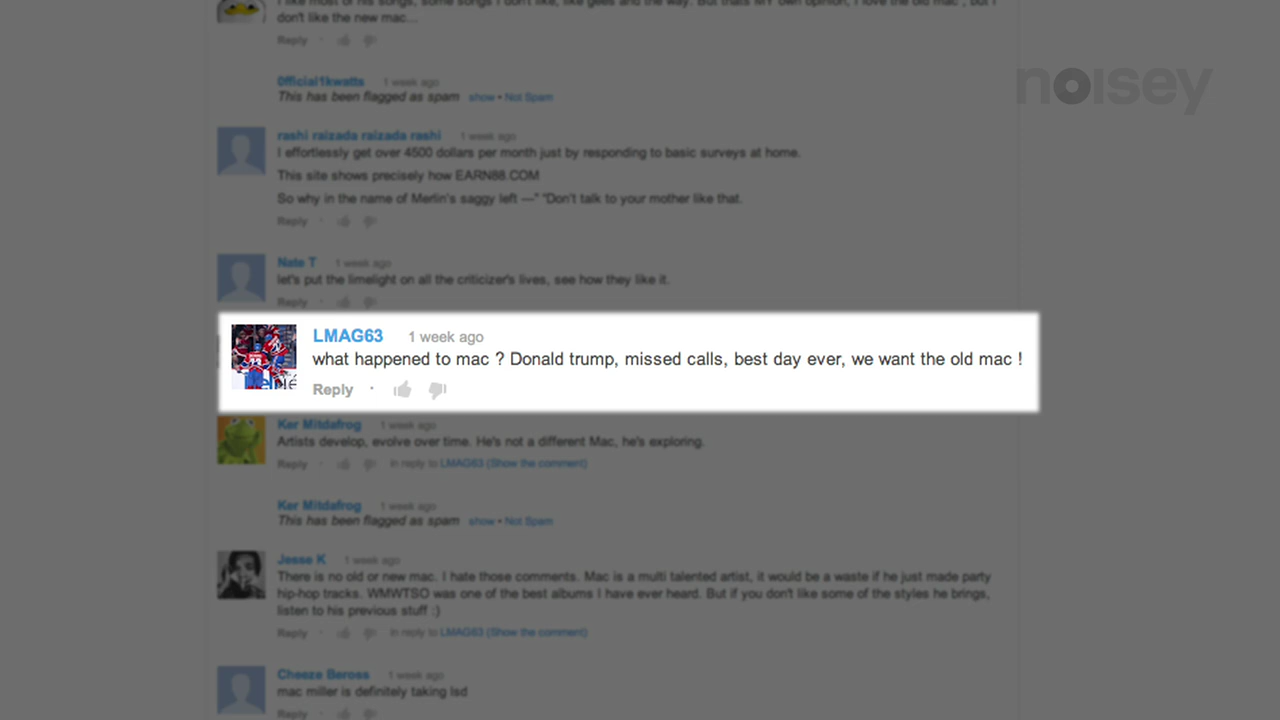 I like most of his songs, some songs I don't like, like gees and the way. But thats MY own opinion, I love the old mac , but I
don't like the new mac...
Reply ·
0fficial1kwatts 1 week ago
This has been flagged as spam show • Not Spam
noisey
rashi raizada raizada rashi 1 week ago
I effortlessly get over 4500 dollars per month just by responding to basic surveys at home.
This site shows precisely how EARN88.COM
So why in the name of Merlin's saggy left —" "Don't talk to your mother like that.
Reply ·
Nate T 1 week ago
let's put the limelight on all the criticizer's lives, see how they like it.
Reply ·
LMAG63 1 week ago
what happened to mac ? Donald trump, missed calls, best day ever, we want the old mac !
Reply ·
Ker Mitdafrog 1 week ago
Artists develop, evolve over time. He's not a different Mac, he's exploring.
Reply · in reply to LMAG63 (Show the comment)
Ker Mitdafrog 1 week ago
This has been flagged as spam show • Not Spam
Jesse K 1 week ago
There is no old or new mac. I hate those comments. Mac is a multi talented artist, it would be a waste if he just made party
hip-hop tracks. WMWTSO was one of the best albums I have ever heard. But if you don't like some of the styles he brings,
listen to his previous stuff :)
Reply · in reply to LMAG63 (Show the comment)
Cheeze Beross 1 week ago
mac miller is definitely taking lsd
Reply ·